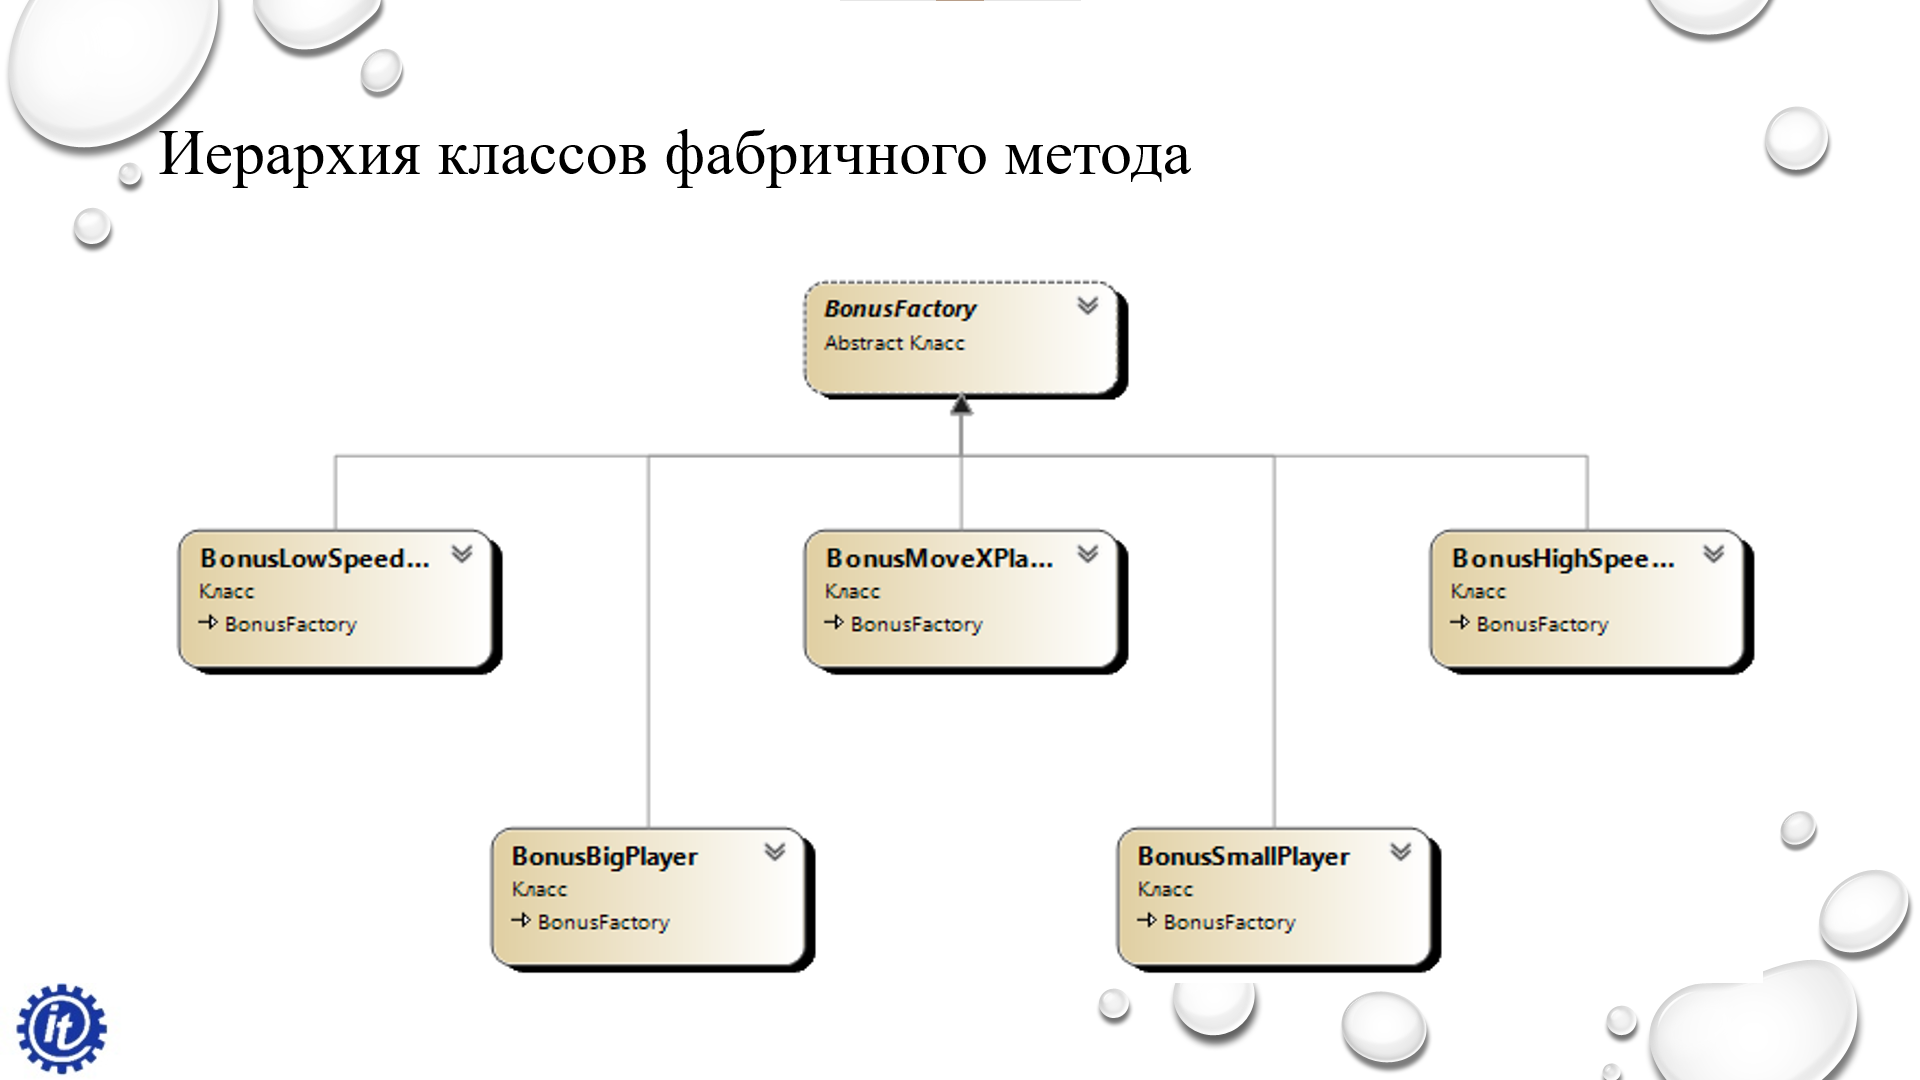 Иерархия классов фабричного метода
BonusFactory
Abstract Класс
BonusLowSpeed...
Класс
BonusFactory
BonusMoveXPla...
Класс
BonusFactory
BonusHighSpee...
Класс
BonusFactory
BonusBigPlayer
Класс
BonusFactory
BonusSmallPlayer
Класс
BonusFactory
it